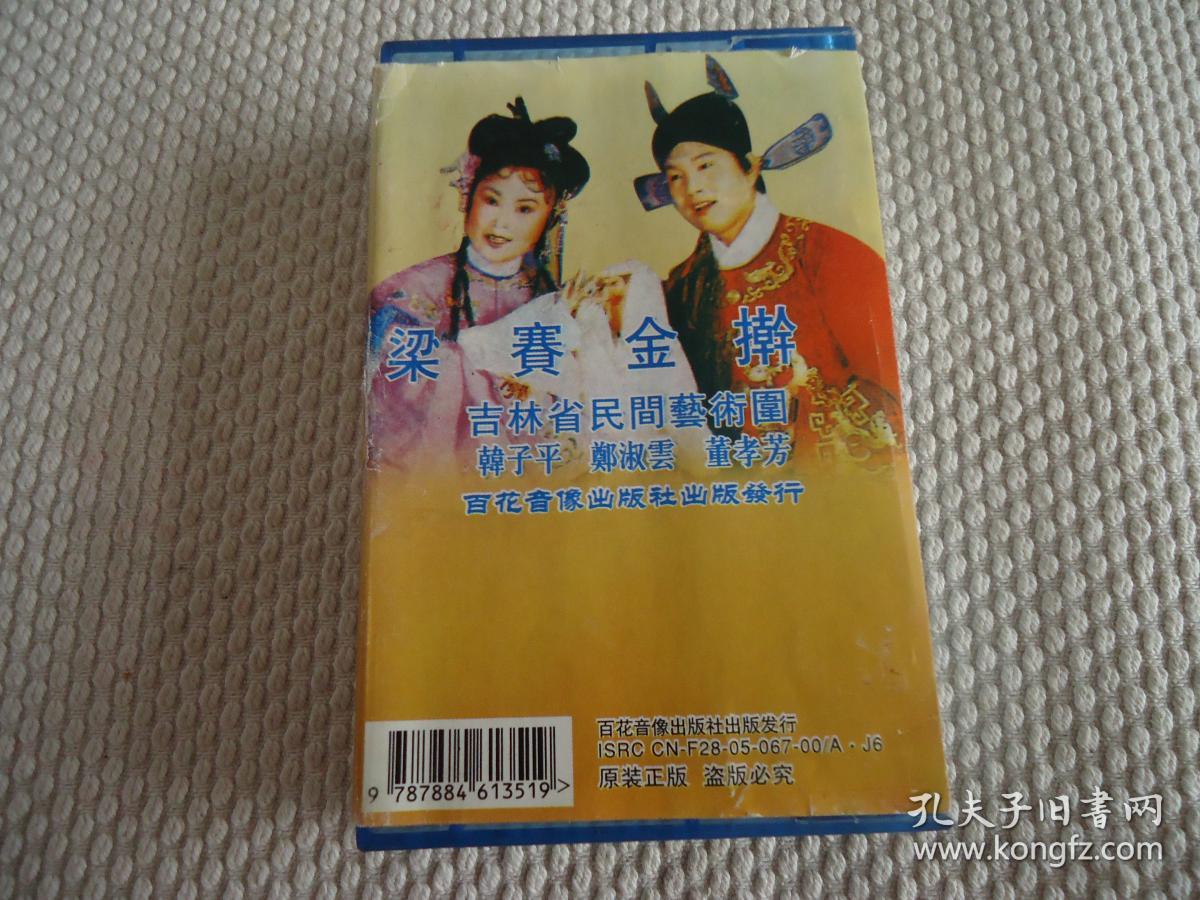 梁賽金擀
吉林省民間藝術圍
韓子平 鄭淑雲 董孝芳
百花音像出版社出版發行
百花音像出版社出版发行
ISRC CN-F28-05-067-00/A·J6
原装正版 盗版必究
9 787884 613519>
孔夫子旧書网
www.kongfz.com